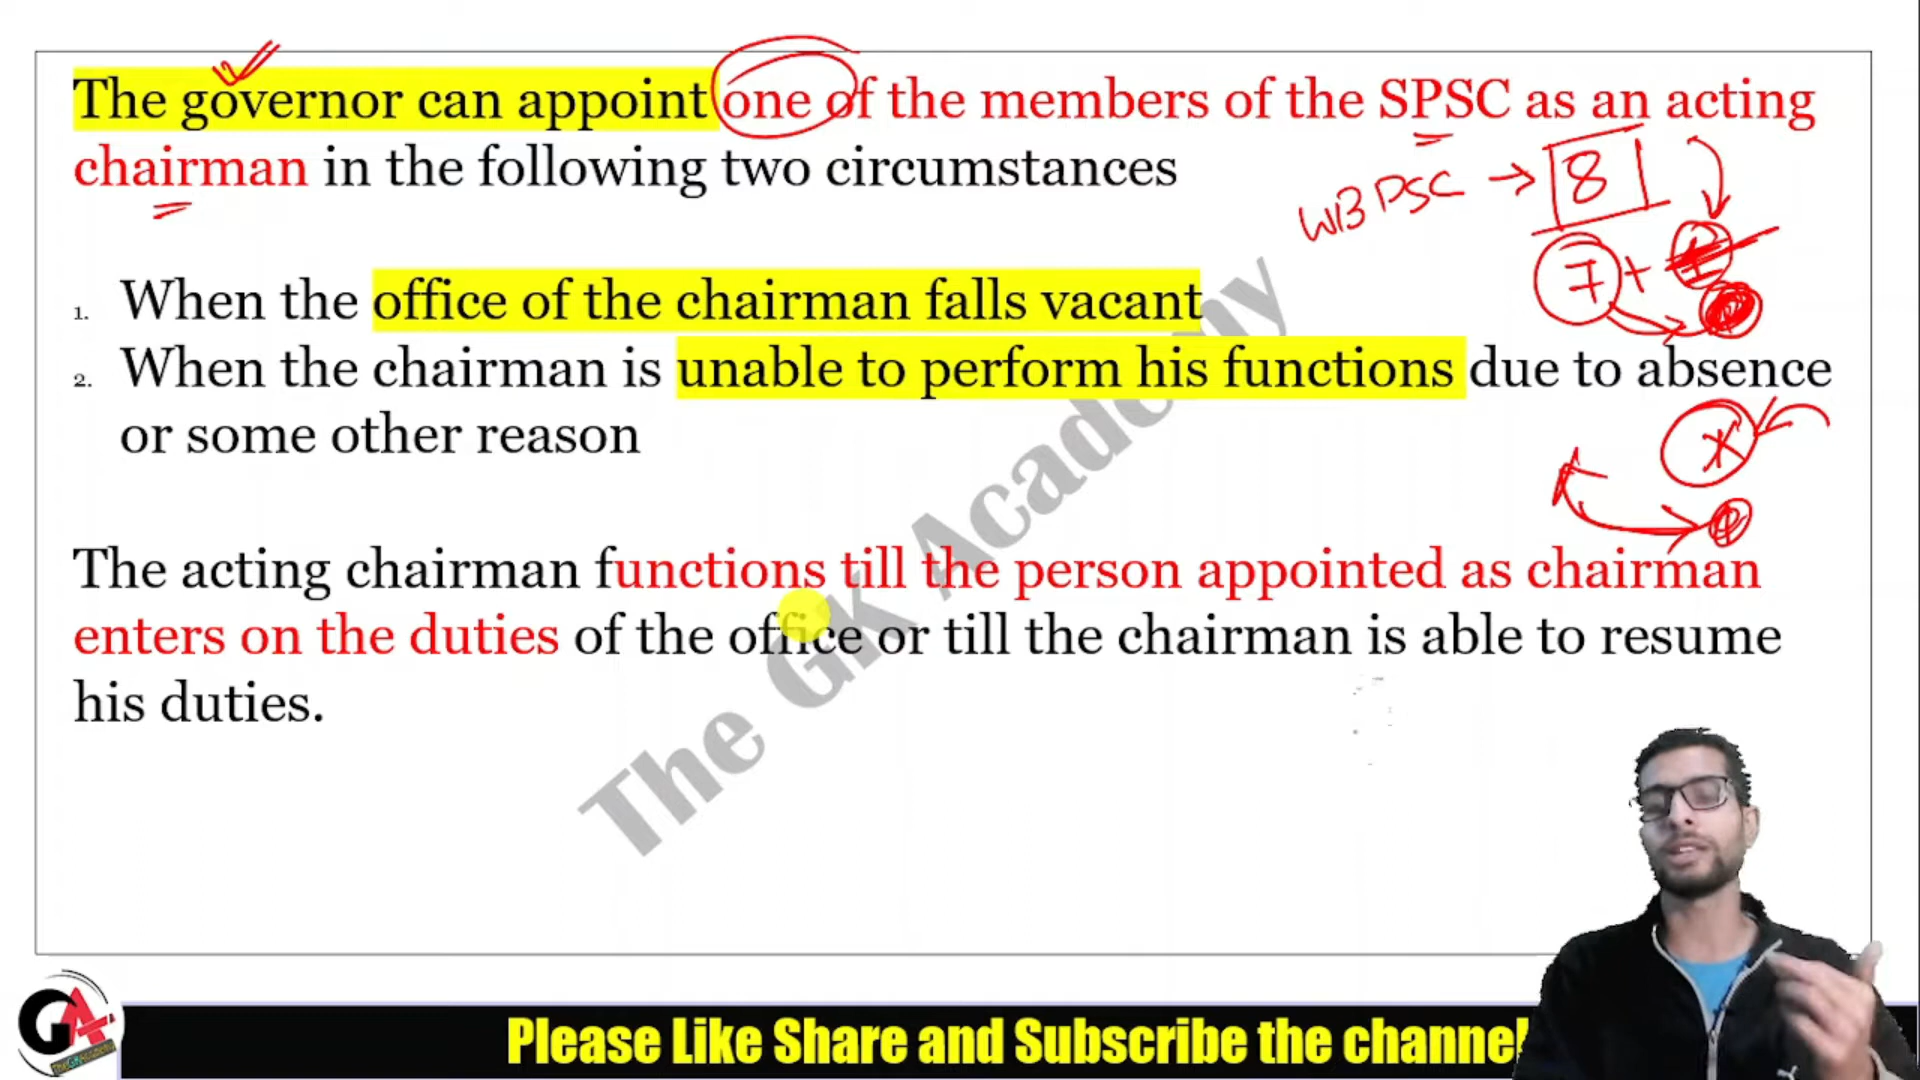 The governor can appoint one of the members of the SPSC as an acting
chairman in the following two circumstances
WBPSC → 8
7 +
1. When the office of the chairman falls vacant
2. When the chairman is unable to perform his functions due to absence
or some other reason
The acting chairman functions till the person appointed as chairman
enters on the duties of the office or till the chairman is able to resume
his duties.
The GK Academy
GA
Please Like Share and Subscribe the channel